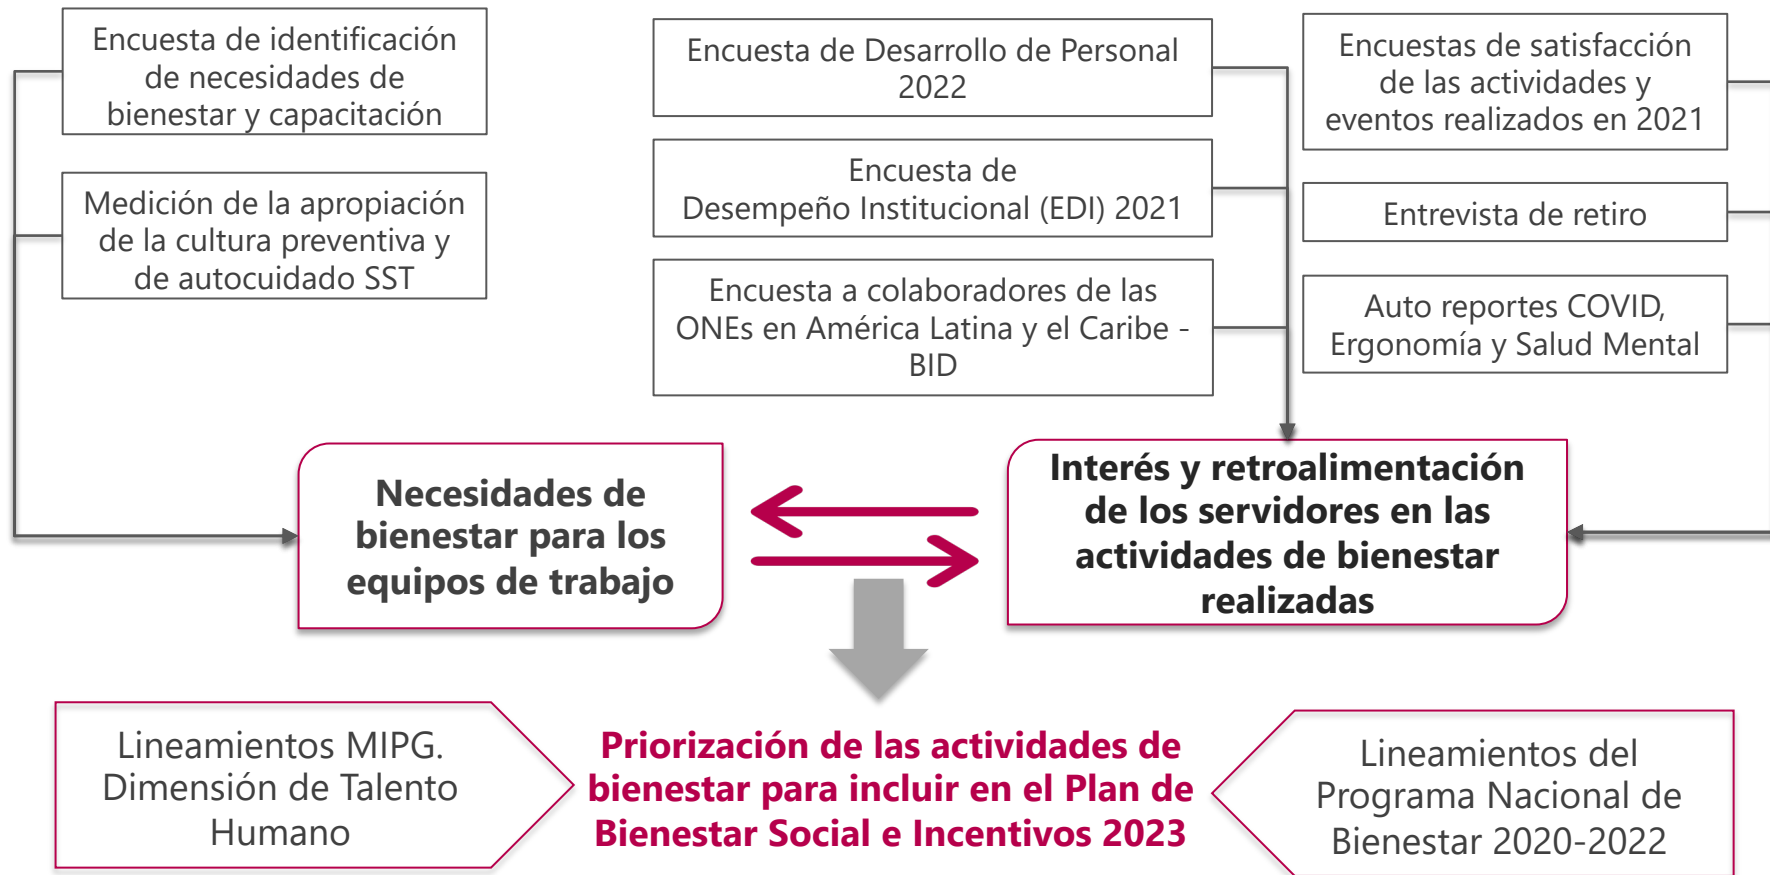 Encuesta de identificación
de necesidades de
bienestar y capacitación
Medición de la apropiación
de la cultura preventiva y
de autocuidado SST
Encuesta de Desarrollo de Personal
2022
Encuesta de
Desempeño Institucional (EDI) 2021
Encuesta a colaboradores de las
ONEs en América Latina y el Caribe -
BID
Encuestas de satisfacción
de las actividades y
eventos realizados en 2021
Entrevista de retiro
Auto reportes COVID,
Ergonomía y Salud Mental
Necesidades de
bienestar para los
equipos de trabajo
Interés y retroalimentación
de los servidores en las
actividades de bienestar
realizadas
Lineamientos MIPG.
Dimensión de Talento
Humano
Priorización de las actividades de
bienestar para incluir en el Plan de
Bienestar Social e Incentivos 2023
Lineamientos del
Programa Nacional de
Bienestar 2020-2022